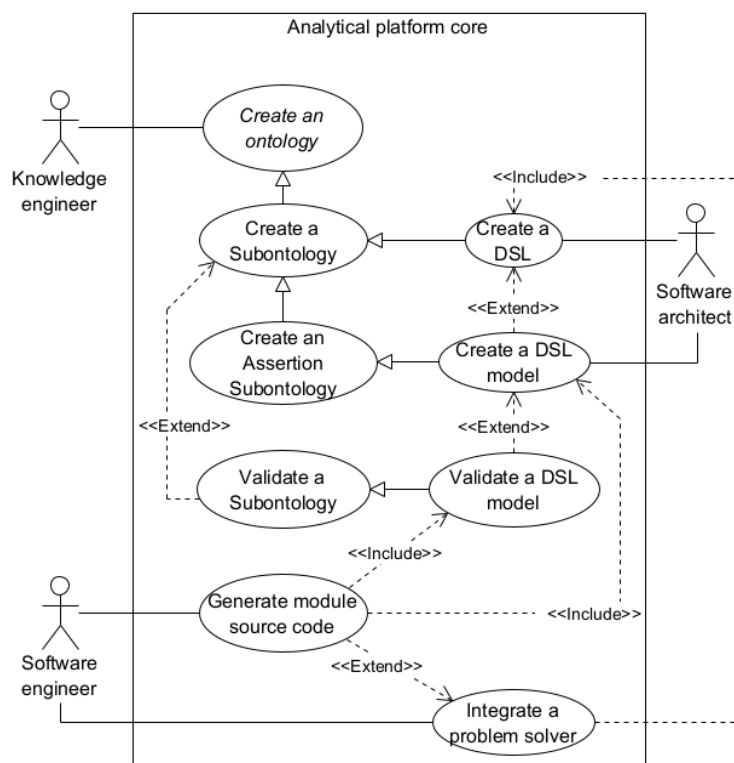 Analytical platform core
Create an
ontology
Knowledge
engineer
<<Include>>
Create a
Subontology
Create a
DSL
Software
architect
<<Extend>>
Create an
Assertion
Subontology
Create a DSL
model
<<Extend>>
<<Extend>>
Validate a
Subontology
Validate a DSL
model
<<Include>>
Generate module
source code
<<Include>>
Software
engineer
<<Extend>>
Integrate a
problem solver